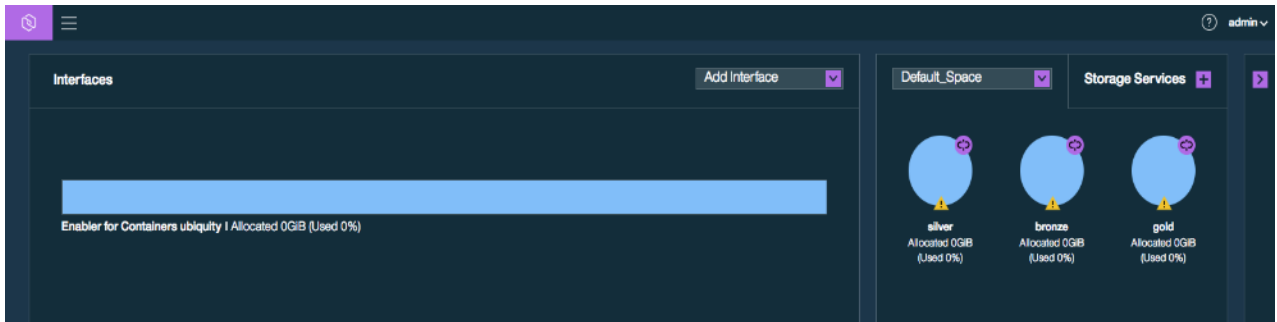 ? admin
Interfaces
Add Interface
Default_Space
Storage Services +
Enabler for Containers ubiquity | Allocated 0GiB (Used 0%)
silver
Allocated 0GiB
(Used 0%)
bronze
Allocated 0GiB
(Used 0%)
gold
Allocated 0GiB
(Used 0%)